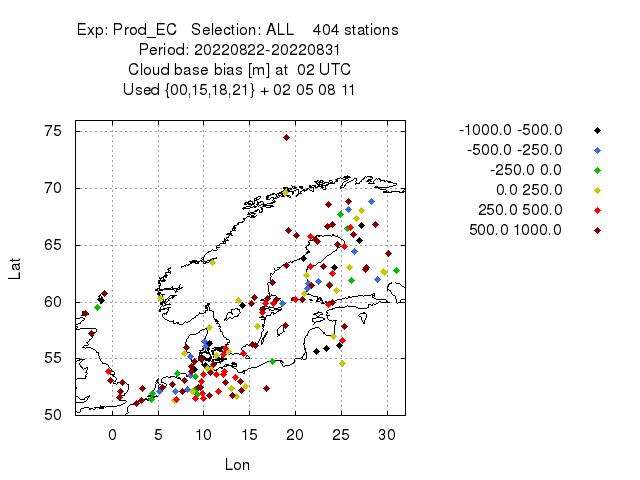 Exp: Prod_EC Selection: ALL 404 stations
Period: 20220822-20220831
Cloud base bias [m] at 02 UTC
Used {00,15,18,21} + 02 05 08 11
75
70
65
60
55
50
0 5 10 15 20 25 30
Lat
Lon
-1000.0 -500.0
-500.0 -250.0
-250.0 0.0
0.0 250.0
250.0 500.0
500.0 1000.0